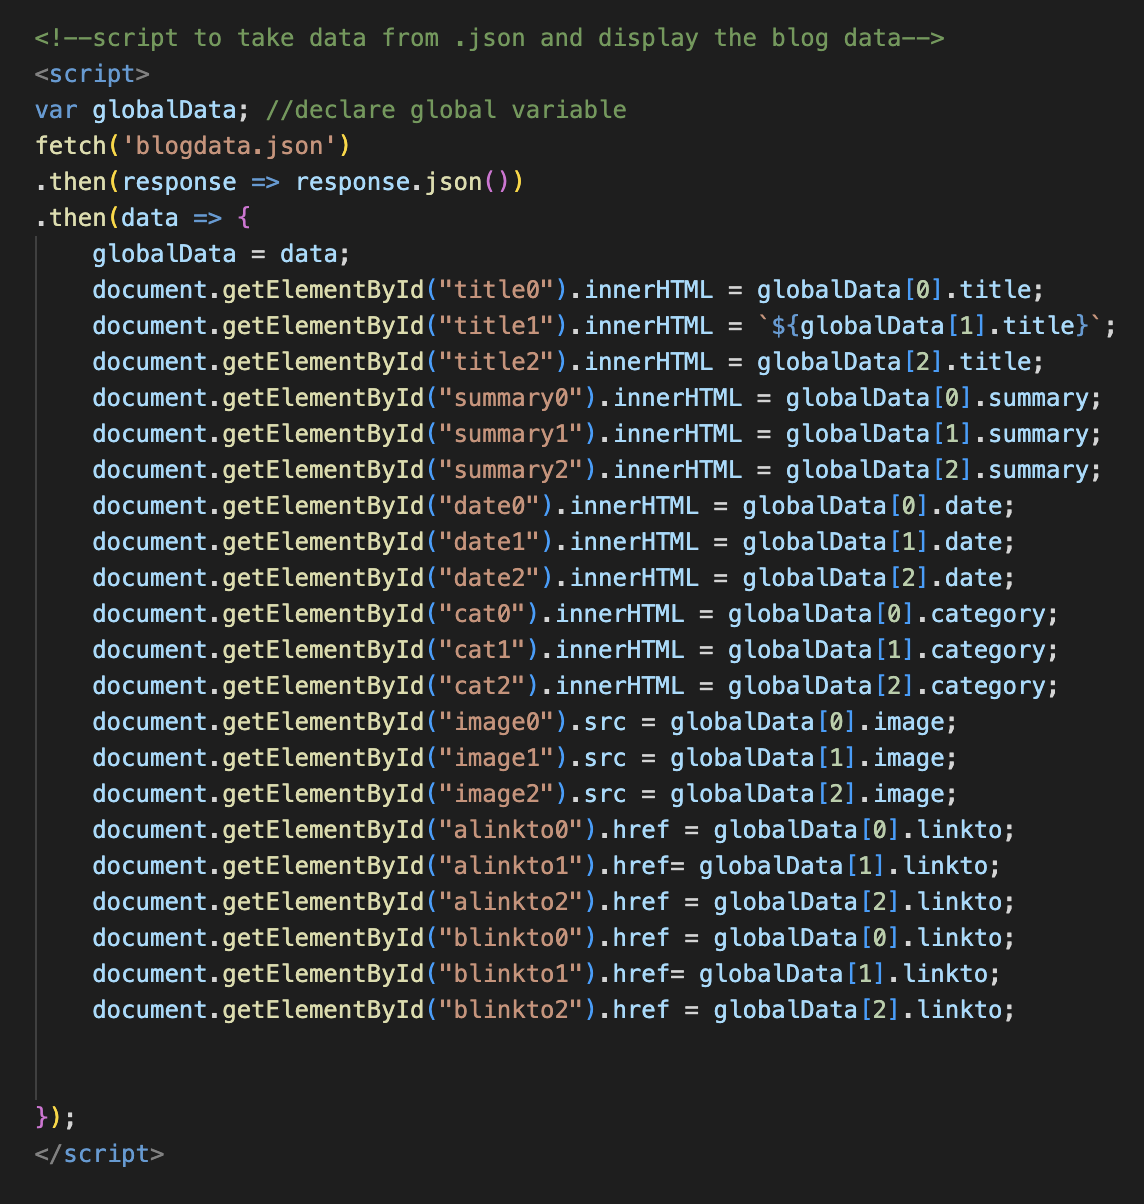 <!--script to take data from .json and display the blog data-->
<script>
var globalData; //declare global variable
fetch('blogdata.json')
.then(response => response.json())
.then(data => {
    globalData = data;
    document.getElementById("title0").innerHTML = globalData[0].title;
    document.getElementById("title1").innerHTML = `${globalData[1].title}`;
    document.getElementById("title2").innerHTML = globalData[2].title;
    document.getElementById("summary0").innerHTML = globalData[0].summary;
    document.getElementById("summary1").innerHTML = globalData[1].summary;
    document.getElementById("summary2").innerHTML = globalData[2].summary;
    document.getElementById("date0").innerHTML = globalData[0].date;
    document.getElementById("date1").innerHTML = globalData[1].date;
    document.getElementById("date2").innerHTML = globalData[2].date;
    document.getElementById("cat0").innerHTML = globalData[0].category;
    document.getElementById("cat1").innerHTML = globalData[1].category;
    document.getElementById("cat2").innerHTML = globalData[2].category;
    document.getElementById("image0").src = globalData[0].image;
    document.getElementById("image1").src = globalData[1].image;
    document.getElementById("image2").src = globalData[2].image;
    document.getElementById("alinkto0").href = globalData[0].linkto;
    document.getElementById("alinkto1").href= globalData[1].linkto;
    document.getElementById("alinkto2").href = globalData[2].linkto;
    document.getElementById("blinkto0").href = globalData[0].linkto;
    document.getElementById("blinkto1").href= globalData[1].linkto;
    document.getElementById("blinkto2").href = globalData[2].linkto;
});
</script>